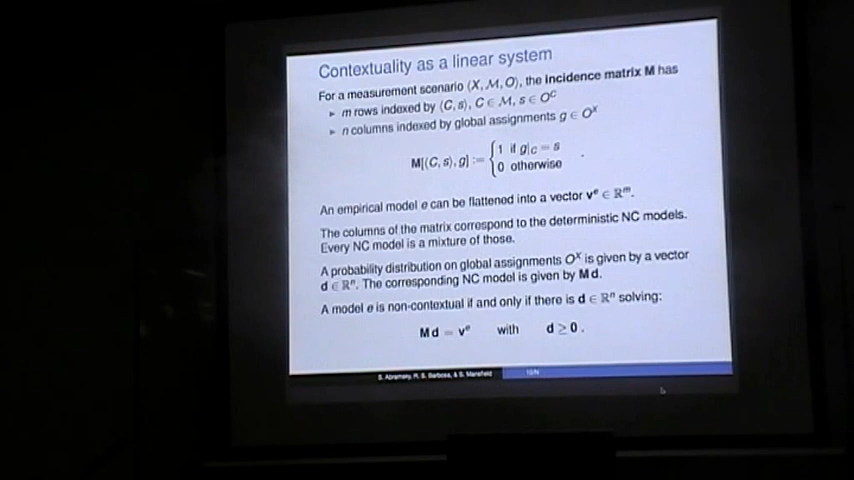 Contextuality as a linear system
For a measurement scenario ⟨X, ℳ, O⟩, the incidence matrix M has
▸ m rows indexed by ⟨C, s⟩, C ∈ ℳ, s ∈ O^C
▸ n columns indexed by global assignments g ∈ O^X
M[⟨C, s⟩, g] := { 1 if g|_C = s
0 otherwise .
An empirical model e can be flattened into a vector v^e ∈ ℝ^m.
The columns of the matrix correspond to the deterministic NC models.
Every NC model is a mixture of those.
A probability distribution on global assignments O^X is given by a vector
d ∈ ℝ^n. The corresponding NC model is given by M d.
A model e is non-contextual if and only if there is d ∈ ℝ^n solving:
M d = v^e with d ≥ 0 .
S. Abramsky, R. S. Barbosa, & S. Mansfield